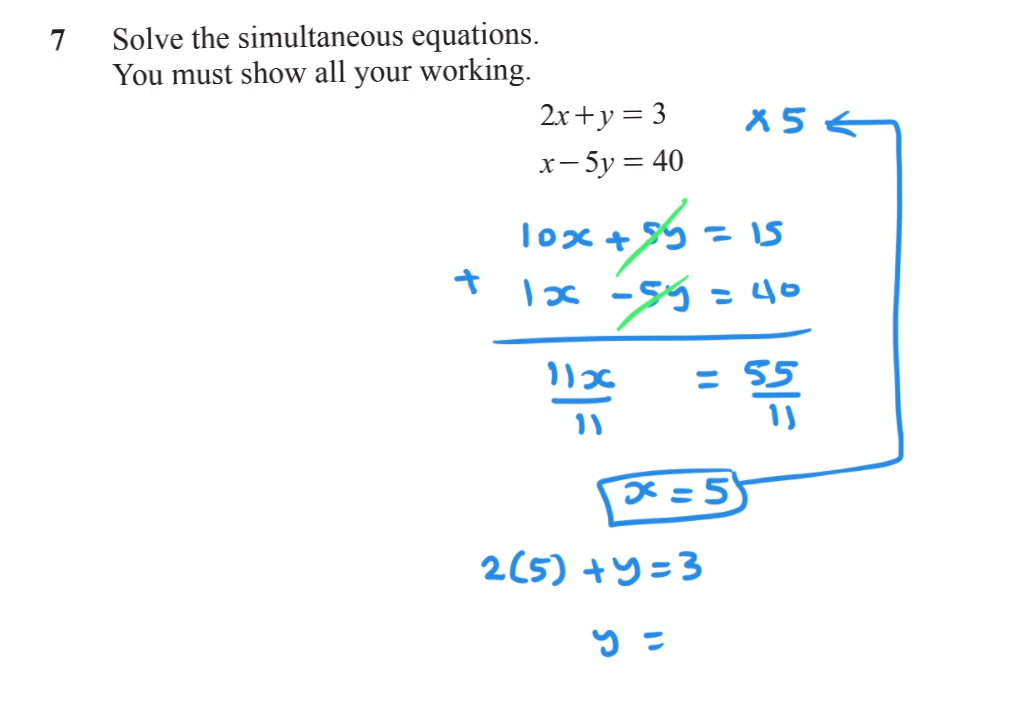 7 Solve the simultaneous equations.
You must show all your working.
2x + y = 3 × 5
x − 5y = 40
10x + 5y = 15
+ 1x − 5y = 40
11x/11 = 55/11
x = 5
2(5) + y = 3
y =